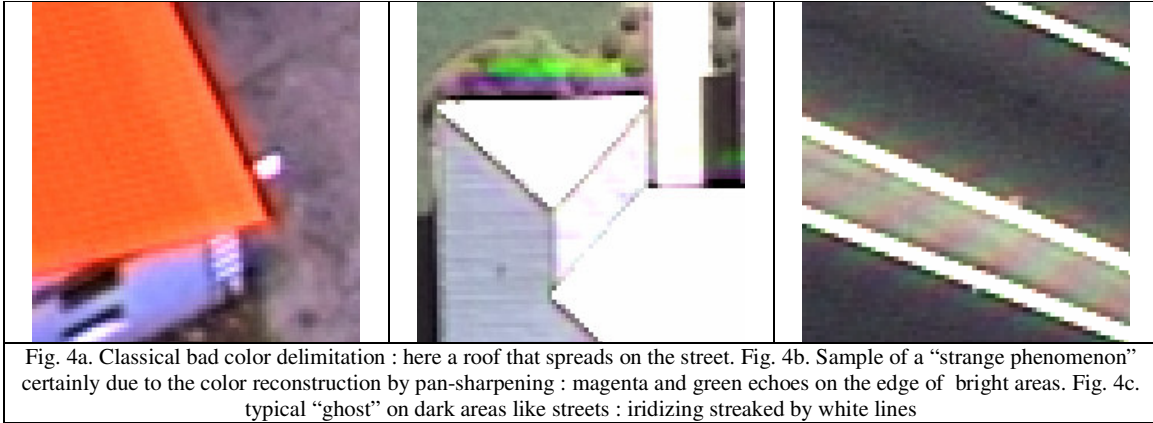 Fig. 4a. Classical bad color delimitation : here a roof that spreads on the street. Fig. 4b. Sample of a “strange phenomenon”
certainly due to the color reconstruction by pan-sharpening : magenta and green echoes on the edge of bright areas. Fig. 4c.
typical “ghost” on dark areas like streets : iridizing streaked by white lines